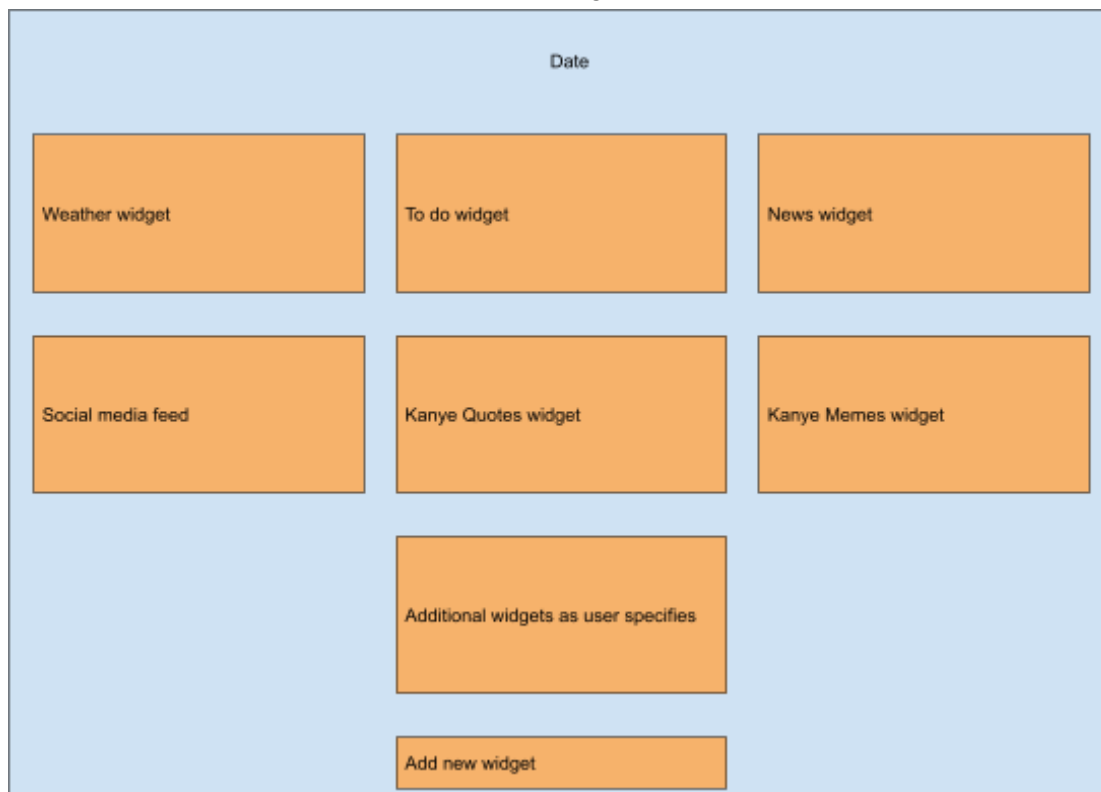 Date
Weather widget
To do widget
News widget
Social media feed
Kanye Quotes widget
Kanye Memes widget
Additional widgets as user specifies
Add new widget